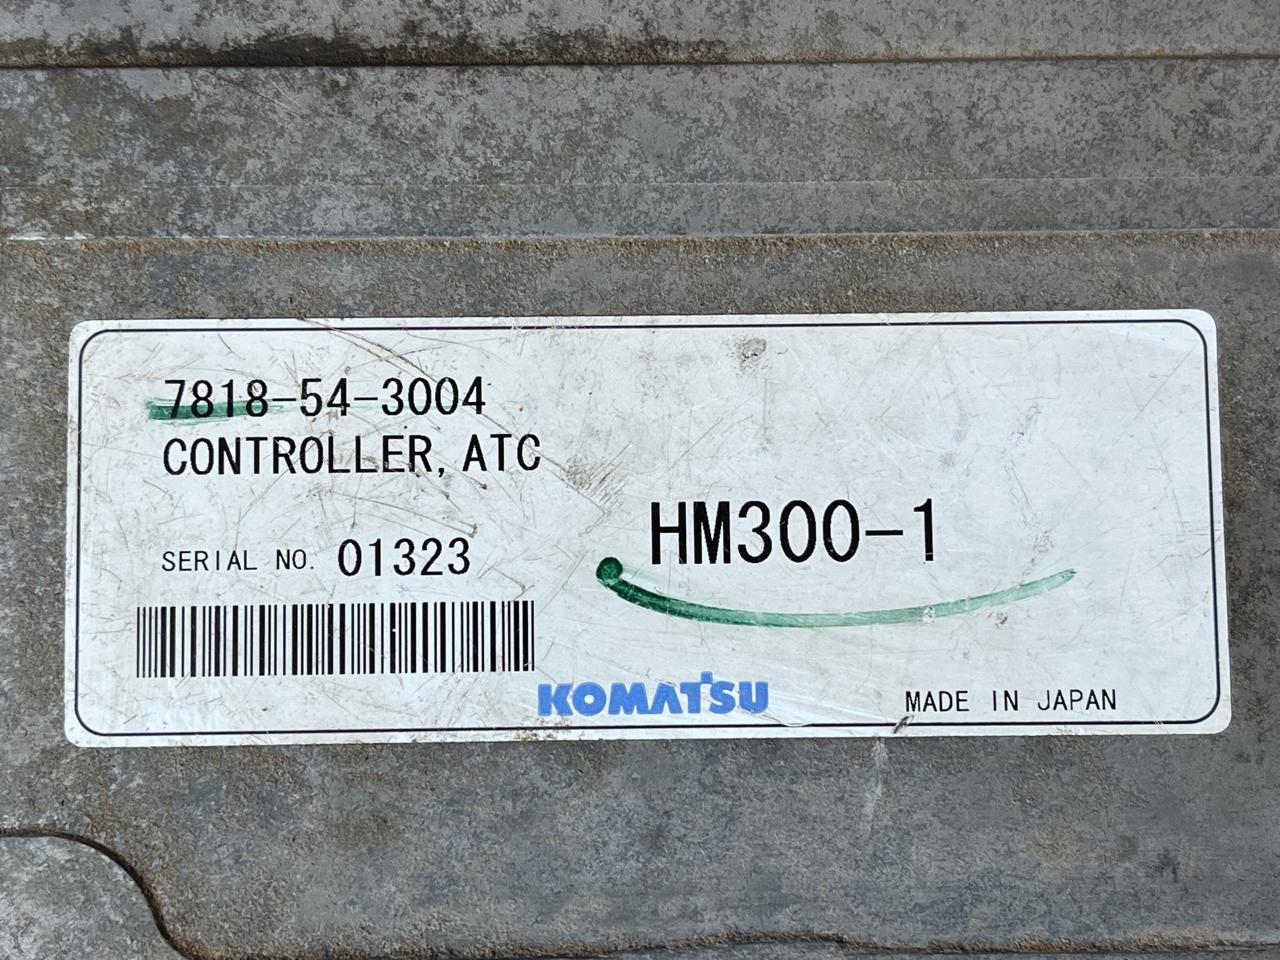 7818-54-3004
CONTROLLER, ATC
HM300-1
SERIAL NO. 01323
KOMATSU
MADE IN JAPAN